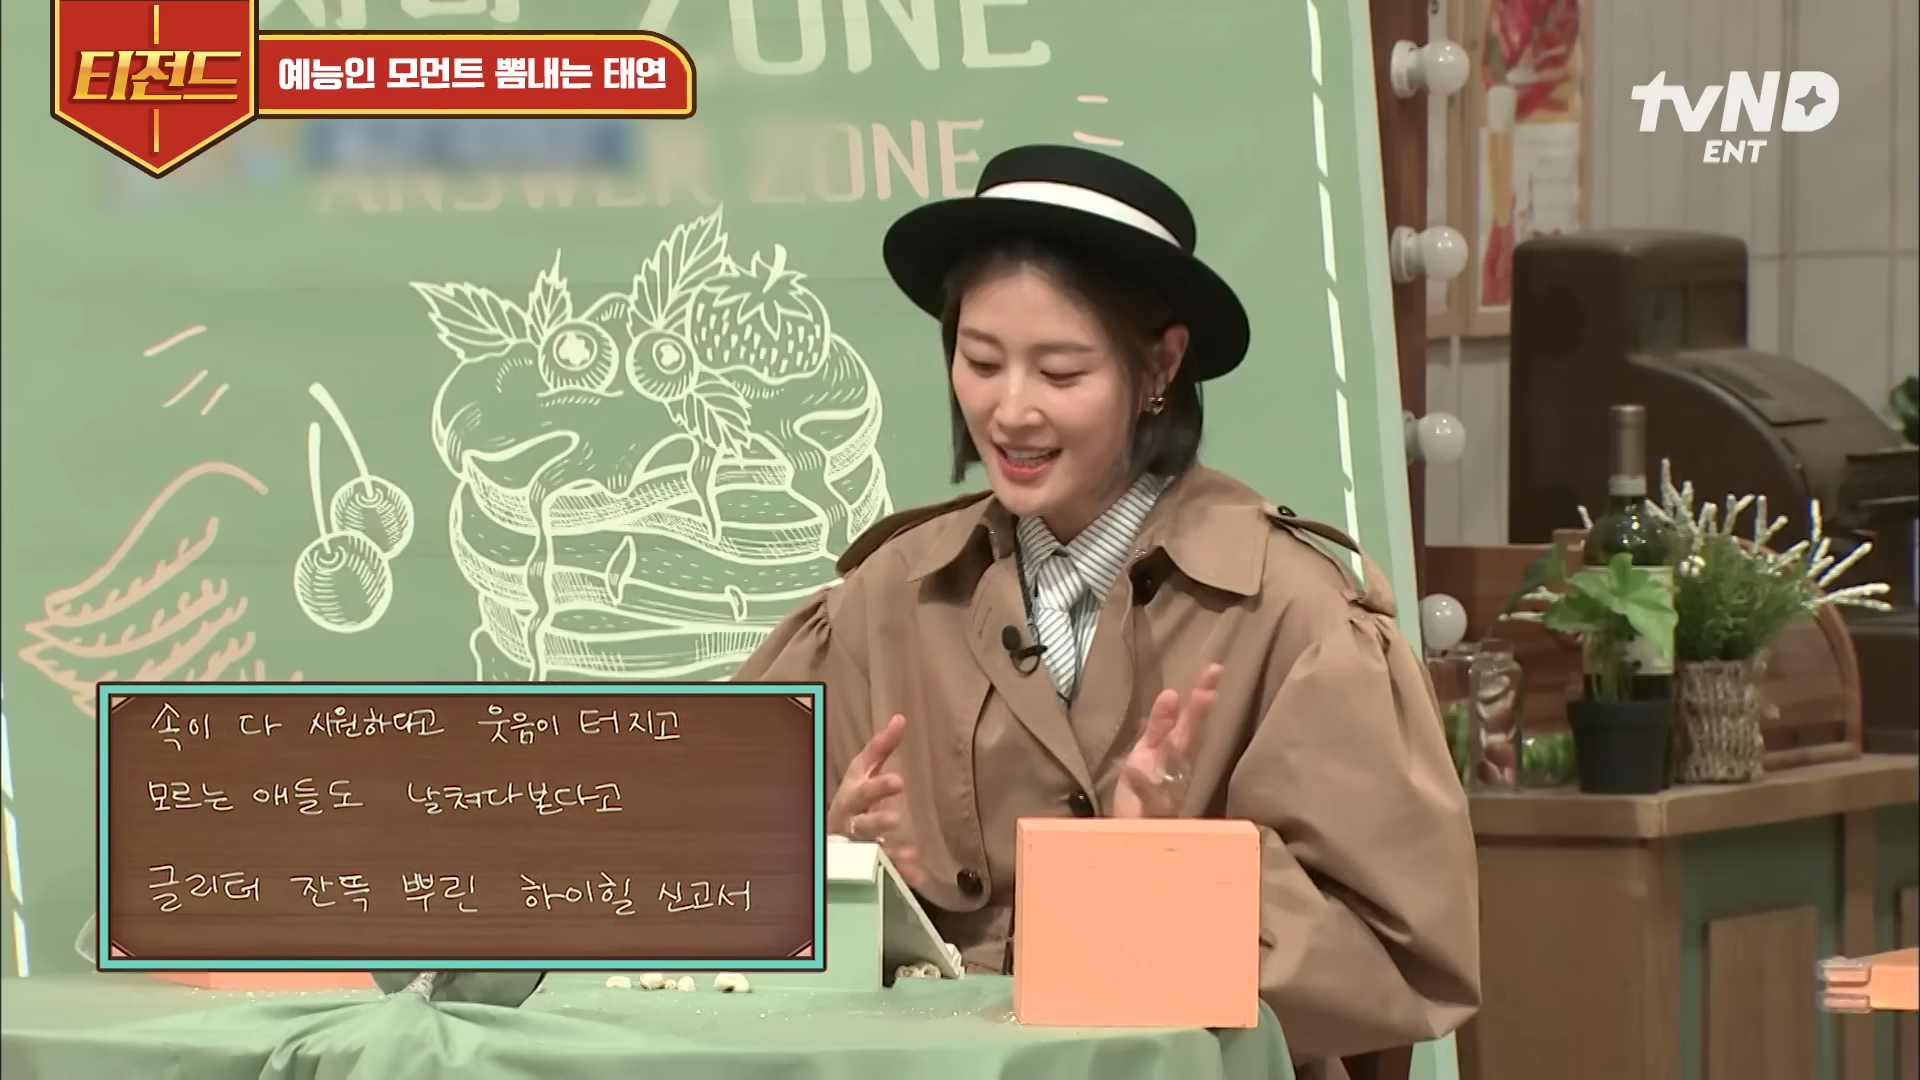 티전드
예능인 모먼트 뽐내는 태연
ZONE
ANSWER ZONE
tvN D
ENT
속이 다 시원하다고 웃음이 터지고
모르는 애들도 날 쳐다본다고
글리터 잔뜩 뿌린 하이힐 신고서